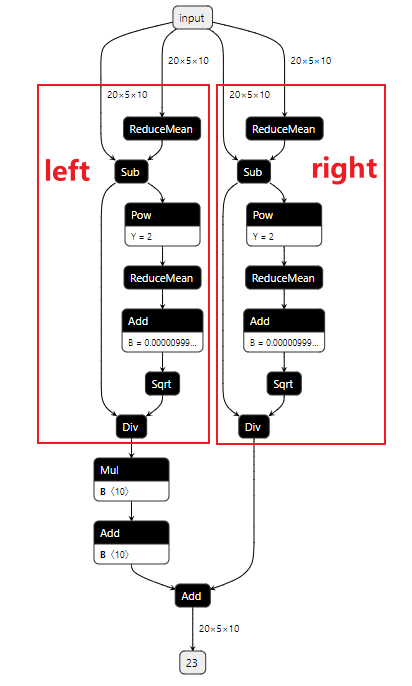 input
20×5×10
20×5×10
20×5×10
20×5×10
ReduceMean
ReduceMean
left
Sub
Sub
right
Pow
Y = 2
Pow
Y = 2
ReduceMean
ReduceMean
Add
B = 0.00000999...
Add
B = 0.00000999...
Sqrt
Sqrt
Div
Div
Mul
B ⟨10⟩
Add
B ⟨10⟩
Add
20×5×10
23